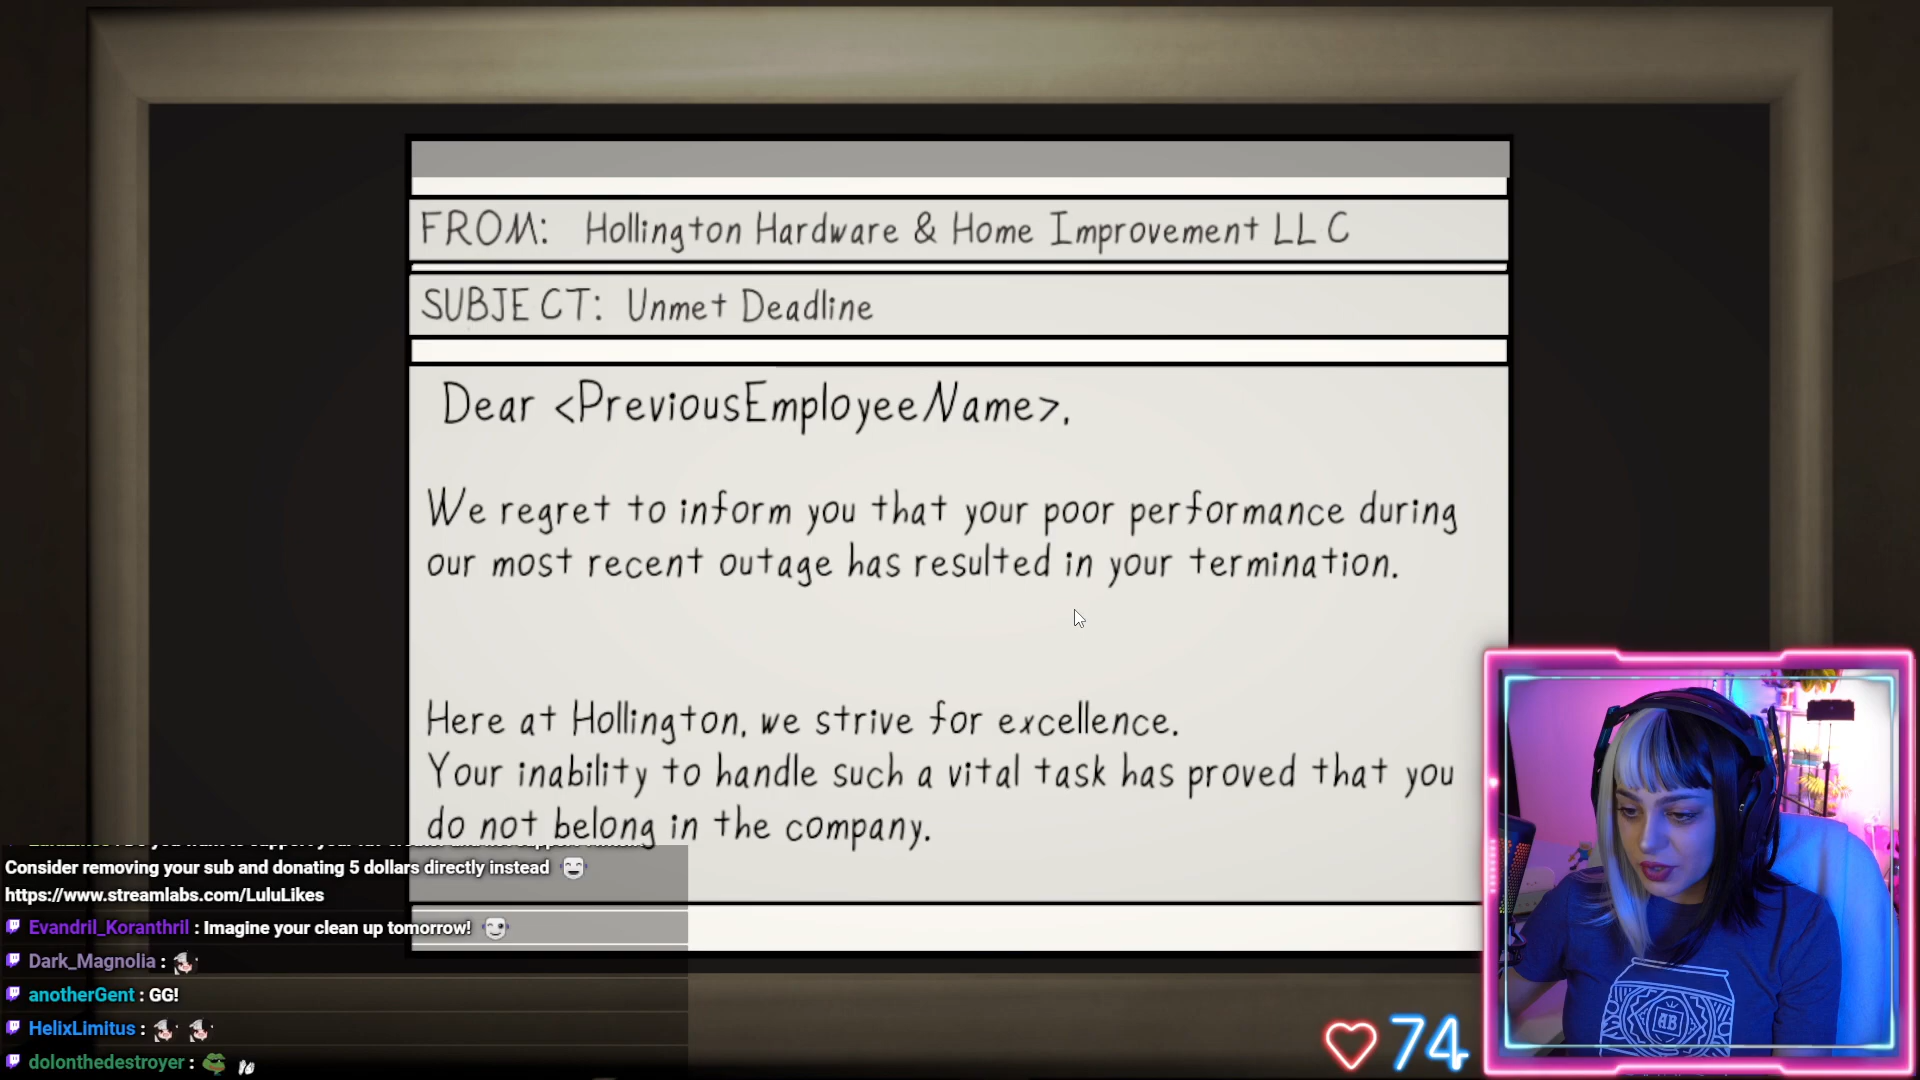 FROM: Hollington Hardware & Home Improvement LLC
SUBJECT: Unmet Deadline
Dear <PreviousEmployeeName>,
We regret to inform you that your poor performance during
our most recent outage has resulted in your termination.
Here at Hollington, we strive for excellence.
Your inability to handle such a vital task has proved that you
do not belong in the company.
Consider removing your sub and donating 5 dollars directly instead
https://www.streamlabs.com/LuluLikes
Evandril_Koranthril : Imagine your clean up tomorrow!
Dark_Magnolia :
anotherGent : GG!
HelixLimitus :
dolonthedestroyer :
74
AB